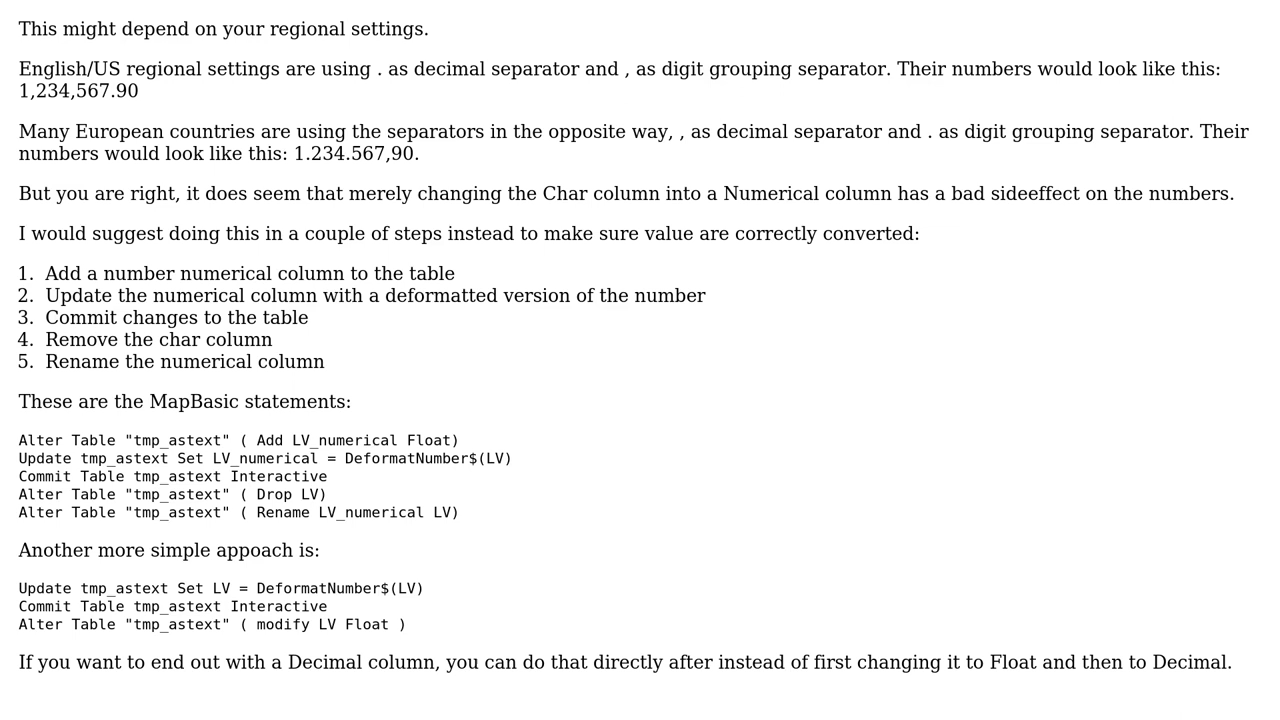 This might depend on your regional settings.
English/US regional settings are using . as decimal separator and , as digit grouping separator. Their numbers would look like this:
1,234,567.90
Many European countries are using the separators in the opposite way, , as decimal separator and . as digit grouping separator. Their
numbers would look like this: 1.234.567,90.
But you are right, it does seem that merely changing the Char column into a Numerical column has a bad sideeffect on the numbers.
I would suggest doing this in a couple of steps instead to make sure value are correctly converted:
1. Add a number numerical column to the table
2. Update the numerical column with a deformatted version of the number
3. Commit changes to the table
4. Remove the char column
5. Rename the numerical column
These are the MapBasic statements:
Alter Table "tmp_astext" ( Add LV_numerical Float)
Update tmp_astext Set LV_numerical = DeformatNumber$(LV)
Commit Table tmp_astext Interactive
Alter Table "tmp_astext" ( Drop LV)
Alter Table "tmp_astext" ( Rename LV_numerical LV)
Another more simple appoach is:
Update tmp_astext Set LV = DeformatNumber$(LV)
Commit Table tmp_astext Interactive
Alter Table "tmp_astext" ( modify LV Float )
If you want to end out with a Decimal column, you can do that directly after instead of first changing it to Float and then to Decimal.